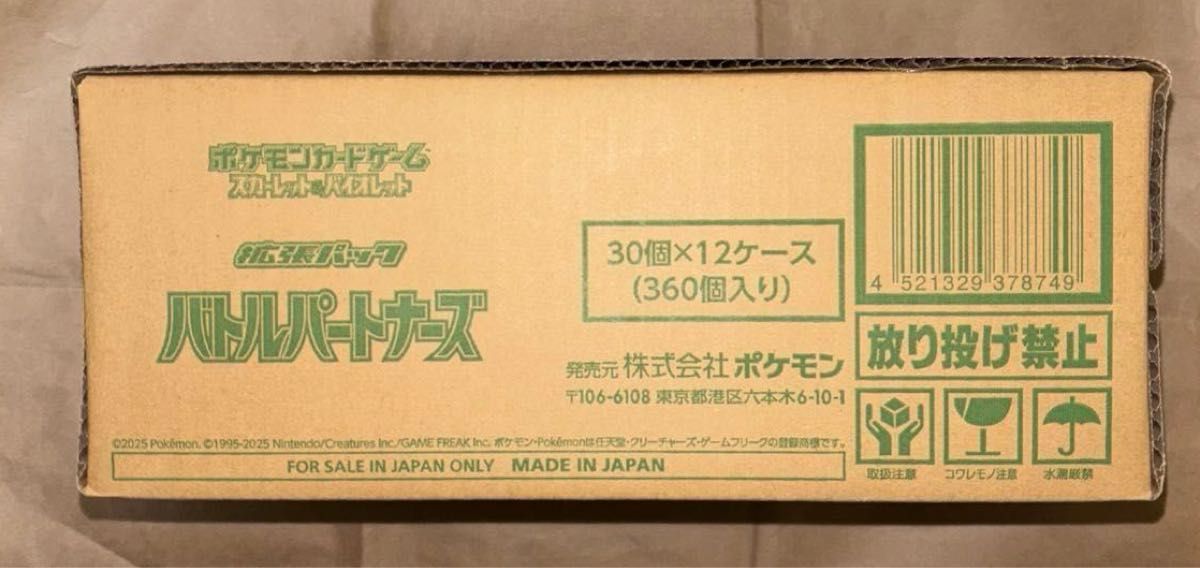 ポケモンカードゲーム
スカーレット&バイオレット
拡張パック
バトルパートナーズ
30個×12ケース
(360個入り)
発売元 株式会社 ポケモン
〒106-6108 東京都港区六本木6-10-1
©2025 Pokémon. ©1995-2025 Nintendo/Creatures Inc./GAME FREAK Inc. ポケモン・Pokémonは任天堂・クリーチャーズ・ゲームフリークの登録商標です。
FOR SALE IN JAPAN ONLY MADE IN JAPAN
4 521329 378749
放り投げ禁止
取扱注意 コワレモノ注意 水濡厳禁